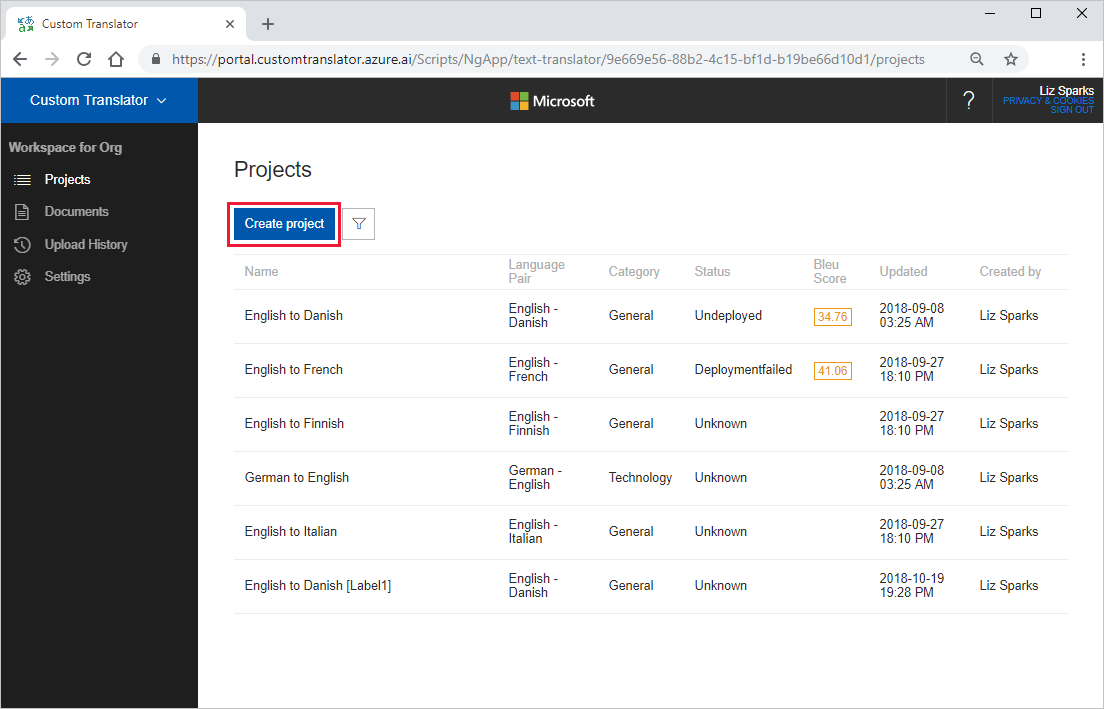 Custom Translator
https://portal.customtranslator.azure.ai/Scripts/NgApp/text-translator/9e669e56-88b2-4c15-bf1d-b19be66d10d1/projects
Custom Translator
Microsoft
?
Liz Sparks
PRIVACY & COOKIES
SIGN OUT
Workspace for Org
Projects
Documents
Upload History
Settings
Projects
Create project
Name Language Pair Category Status Bleu Score Updated Created by
English to Danish English - Danish General Undeployed 34.76 2018-09-08 03:25 AM Liz Sparks
English to French English - French General Deploymentfailed 41.06 2018-09-27 18:10 PM Liz Sparks
English to Finnish English - Finnish General Unknown 2018-09-27 18:10 PM Liz Sparks
German to English German - English Technology Unknown 2018-09-08 03:25 AM Liz Sparks
English to Italian English - Italian General Unknown 2018-09-27 18:10 PM Liz Sparks
English to Danish [Label1] English - Danish General Unknown 2018-10-19 19:28 PM Liz Sparks